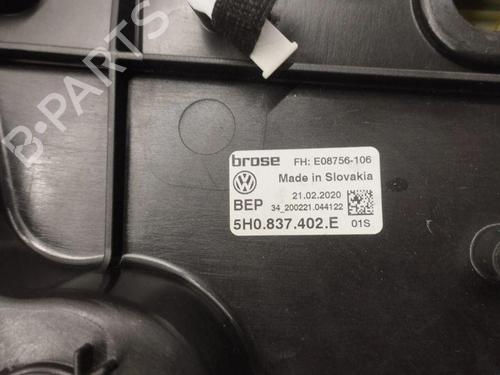 B-PARTS
brose FH: E08756-106
Made in Slovakia
21.02.2020
BEP 34_200221.044122
5H0.837.402.E 01S